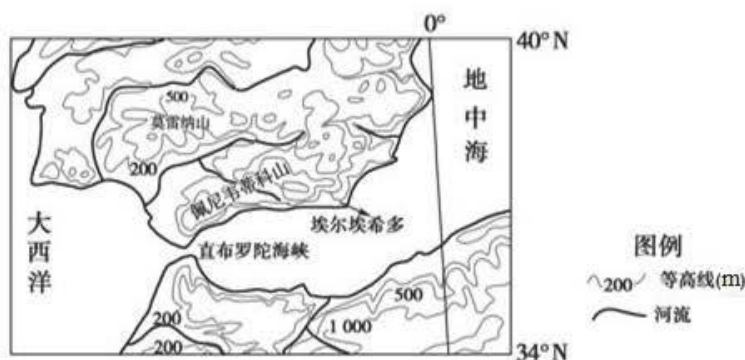 0°
40°N
地中海
500
莫雷纳山
200
佩尼韦蒂科山
埃尔埃希多
大西洋
直布罗陀海峡
图例
200 等高线(m)
河流
500
200
1 000
200
34°N